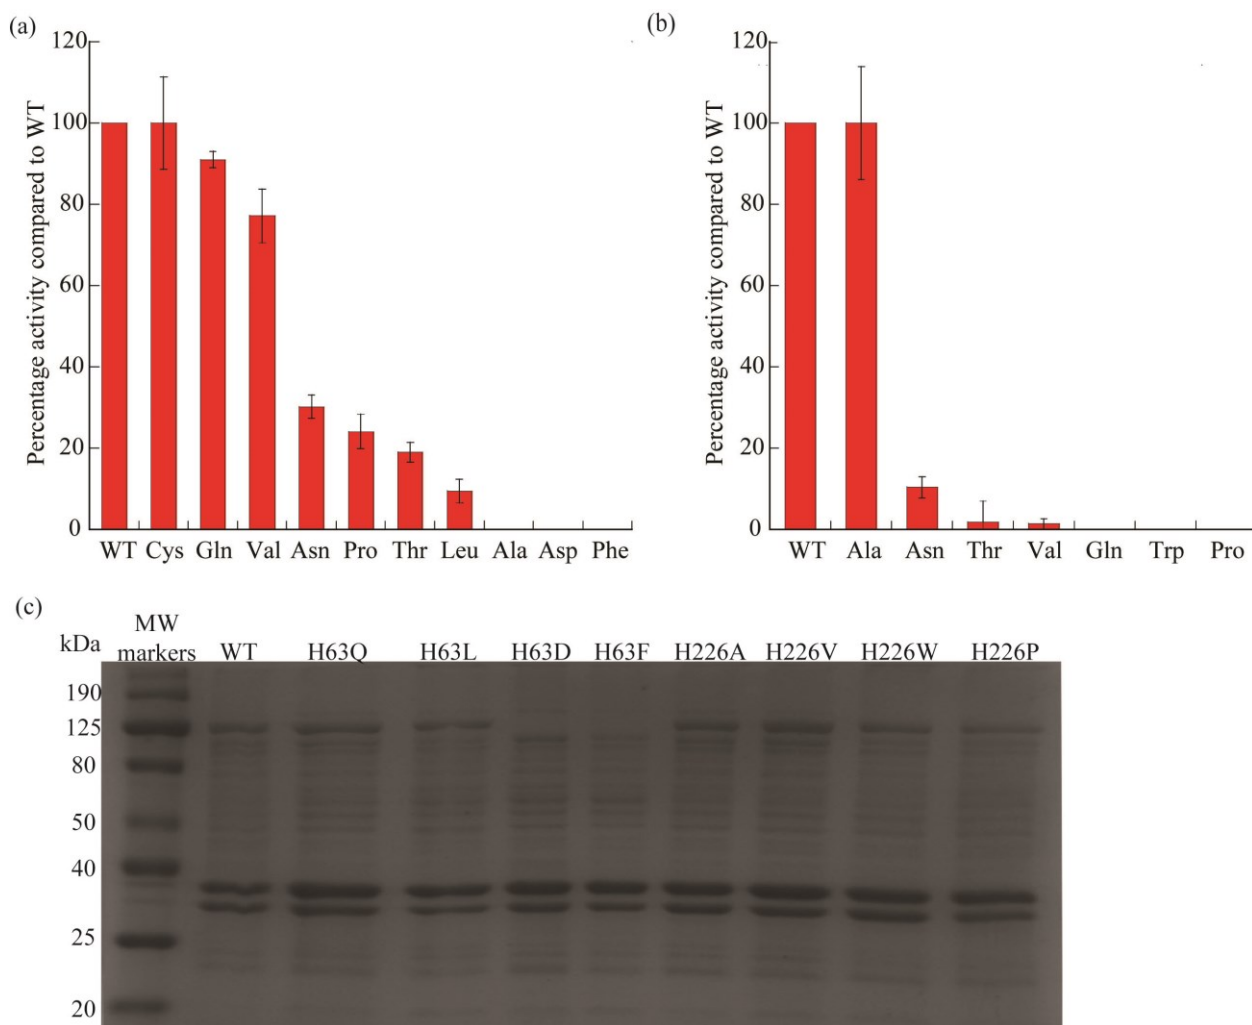 (a)
120
100
80
60
40
20
0
Percentage activity compared to WT
WT Cys Gln Val Asn Pro Thr Leu Ala Asp Phe
(b)
120
100
80
60
40
20
0
Percentage activity compared to WT
WT Ala Asn Thr Val Gln Trp Pro
(c)
kDa
MW
markers
WT H63Q H63L H63D H63F H226A H226V H226W H226P
190
125
80
50
40
25
20